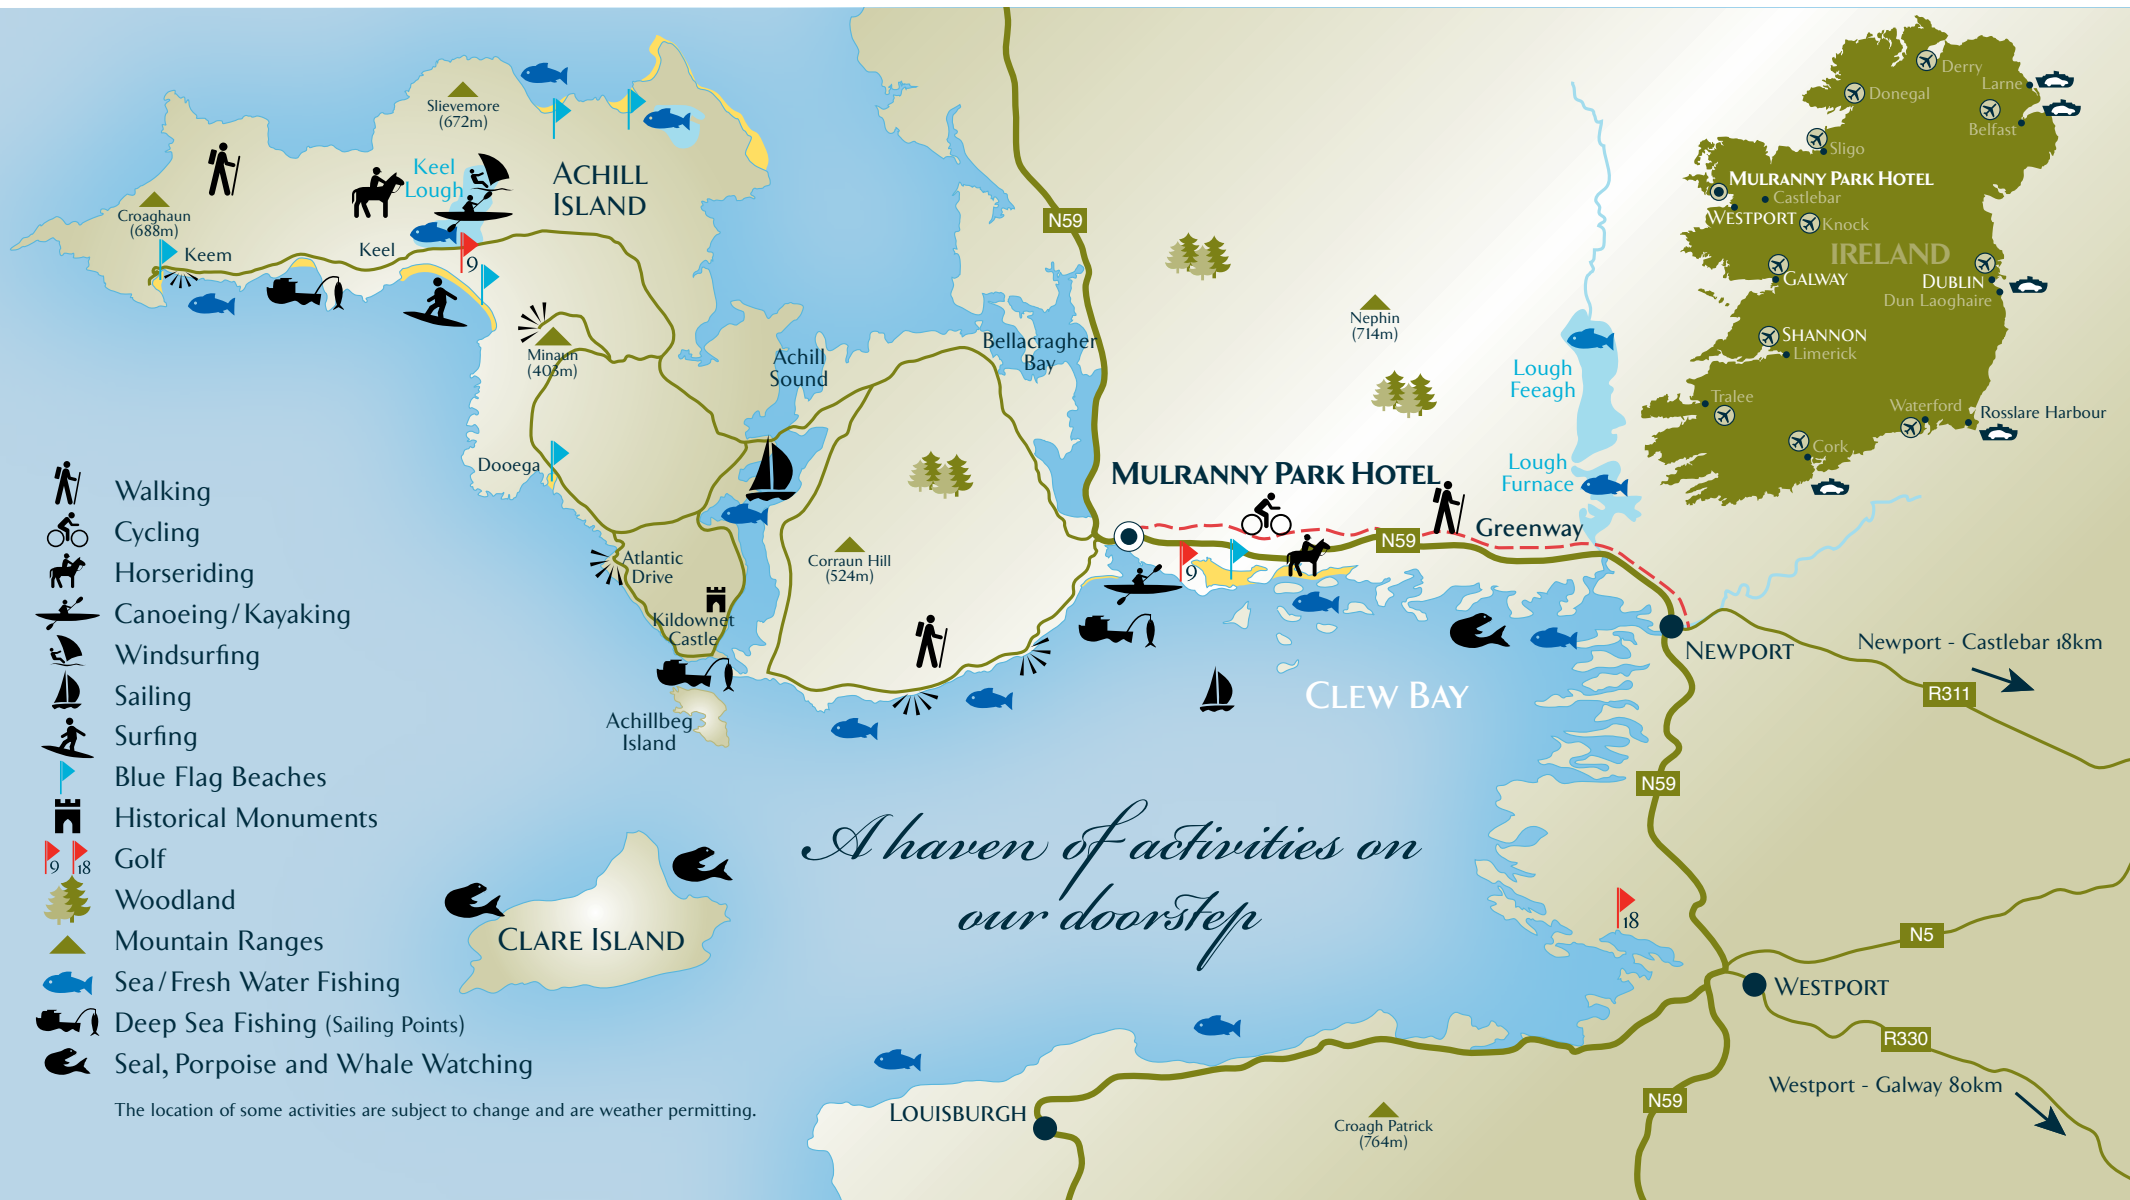 Slievemore
(672m)
Keel
Lough
ACHILL
ISLAND
Croaghaun
(688m)
Keem
Keel
9
Minaun
(403m)
Dooega
Achill
Sound
Bellacragher
Bay
Atlantic
Drive
Kildownet
Castle
Achillbeg
Island
Corraun Hill
(524m)
N59
Nephin
(714m)
Lough
Feeagh
Lough
Furnace
MULRANNY PARK HOTEL
Greenway
N59
9
CLEW BAY
NEWPORT
Newport - Castlebar 18km
R311
N59
18
N5
WESTPORT
R330
Westport - Galway 80km
N59
LOUISBURGH
Croagh Patrick
(764m)
CLARE ISLAND
A haven of activities on
our doorstep
Derry
Larne
Donegal
Belfast
Sligo
MULRANNY PARK HOTEL
Castlebar
WESTPORT
Knock
IRELAND
GALWAY
DUBLIN
Dun Laoghaire
SHANNON
Limerick
Tralee
Waterford
Rosslare Harbour
Cork
Walking
Cycling
Horseriding
Canoeing/Kayaking
Windsurfing
Sailing
Surfing
Blue Flag Beaches
Historical Monuments
9 18 Golf
Woodland
Mountain Ranges
Sea/Fresh Water Fishing
Deep Sea Fishing (Sailing Points)
Seal, Porpoise and Whale Watching
The location of some activities are subject to change and are weather permitting.